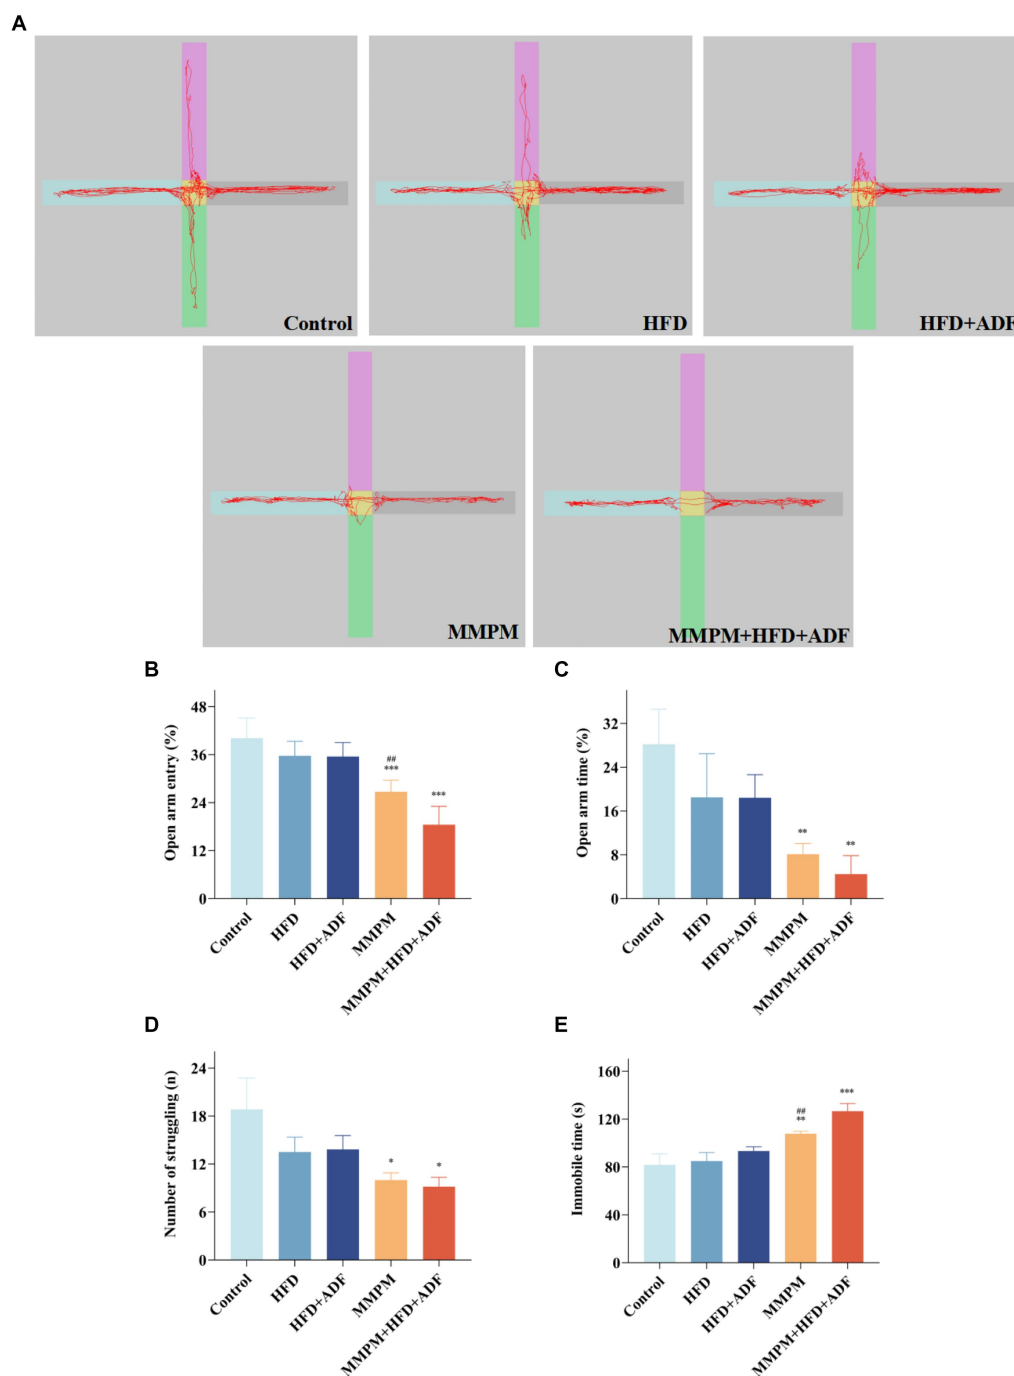 A
Control
HFD
HFD+ADF
MMPM
MMPM+HFD+ADF
B
Open arm entry (%)
48
36
24
12
0
##
***
***
Control
HFD
HFD+ADF
MMPM
MMPM+HFD+ADF
C
Open arm time (%)
32
24
16
8
0
**
**
Control
HFD
HFD+ADF
MMPM
MMPM+HFD+ADF
D
Number of struggling (n)
24
18
12
6
0
*
*
Control
HFD
HFD+ADF
MMPM
MMPM+HFD+ADF
E
Immobile time (s)
160
120
80
40
0
##
**
***
Control
HFD
HFD+ADF
MMPM
MMPM+HFD+ADF